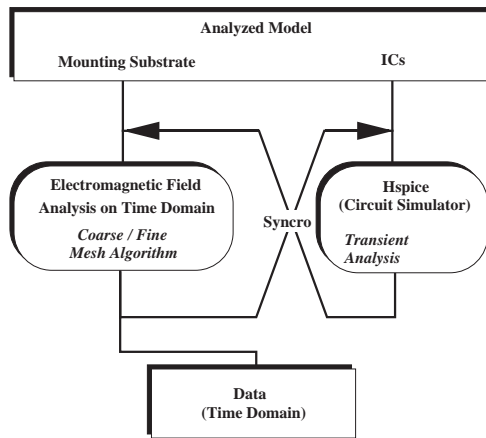 Analyzed Model
Mounting Substrate
ICs
Electromagnetic Field
Analysis on Time Domain
Coarse / Fine
Mesh Algorithm
Syncro
Hspice
(Circuit Simulator)
Transient
Analysis
Data
(Time Domain)